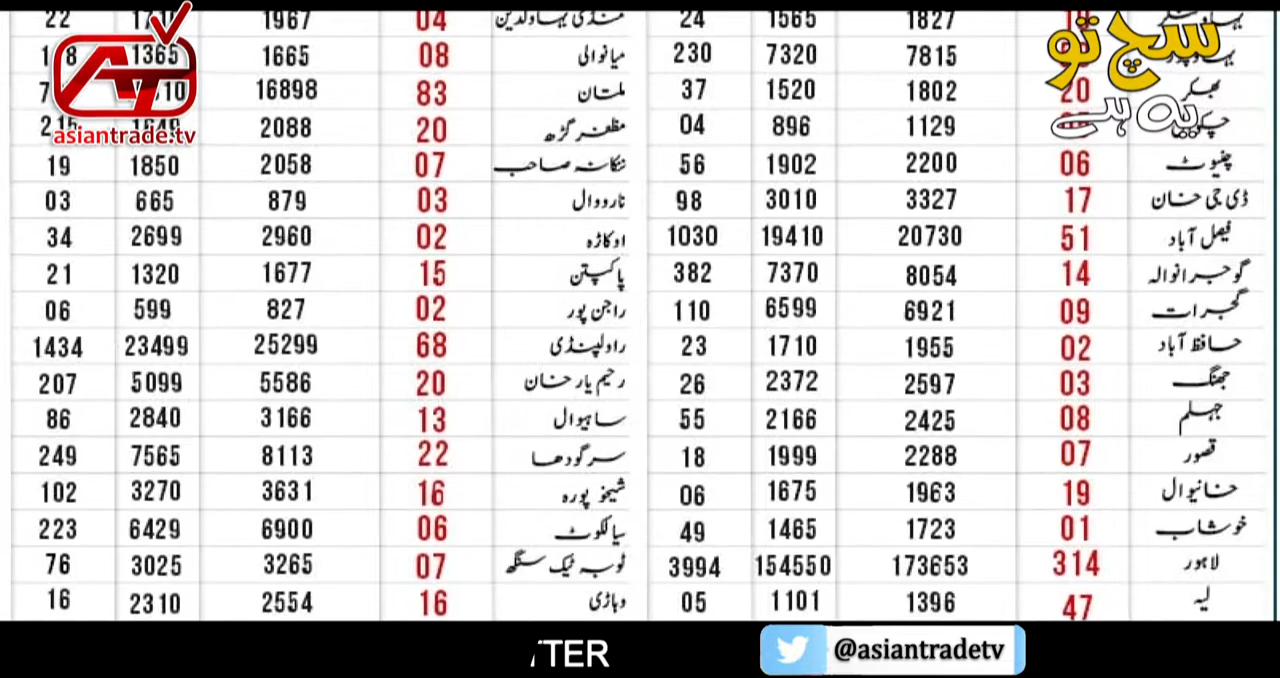 منڈی بہاؤالدین 04 1967 22
1827 1565 24
میانوالی 08 1665 1365
7815 7320 230
ملتان 83 16898
بھکر 20 1802 1520 37
مظفر گڑھ 20 2088 1649 215
چکوال 1129 896 04
ننکانہ صاحب 07 2058 1850 19
چنیوٹ 06 2200 1902 56
نارووال 03 879 665 03
ڈی جی خان 17 3327 3010 98
اوکاڑہ 02 2960 2699 34
فیصل آباد 51 20730 19410 1030
پاکپتن 15 1677 1320 21
گوجرانوالہ 14 8054 7370 382
راجن پور 02 827 599 06
گجرات 09 6921 6599 110
راولپنڈی 68 25299 23499 1434
حافظ آباد 02 1955 1710 23
رحیم یار خان 20 5586 5099 207
جھنگ 03 2597 2372 26
ساہیوال 13 3166 2840 86
جہلم 08 2425 2166 55
سرگودھا 22 8113 7565 249
قصور 07 2288 1999 18
شیخوپورہ 16 3631 3270 102
خانیوال 19 1963 1675 06
سیالکوٹ 06 6900 6429 223
خوشاب 01 1723 1465 49
ٹوبہ ٹیک سنگھ 07 3265 3025 76
لاہور 314 173653 154550 3994
وہاڑی 16 2554 2310 16
لیہ 47 1396 1101 05
سچ تو
یہ ہے
asiantrade.tv
TTER
@asiantradetv